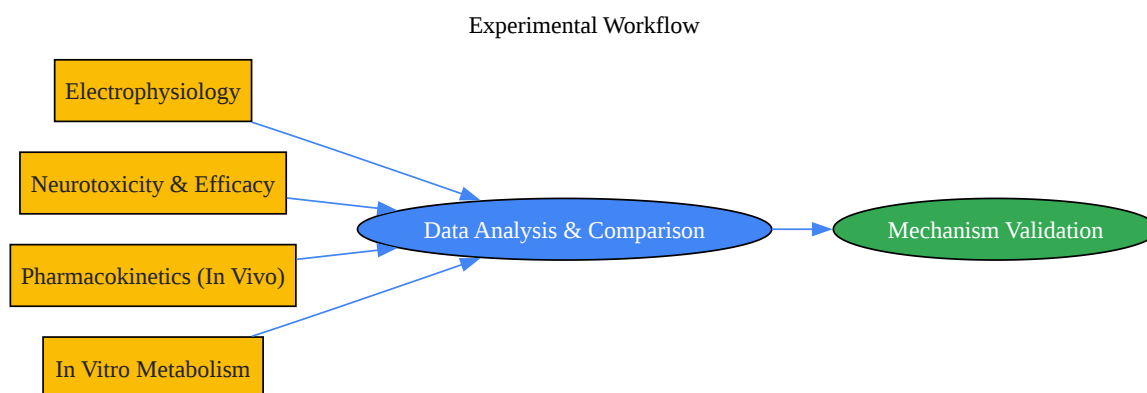 Experimental Workflow
Electrophysiology
Neurotoxicity & Efficacy
Data Analysis & Comparison
Mechanism Validation
Pharmacokinetics (In Vivo)
In Vitro Metabolism